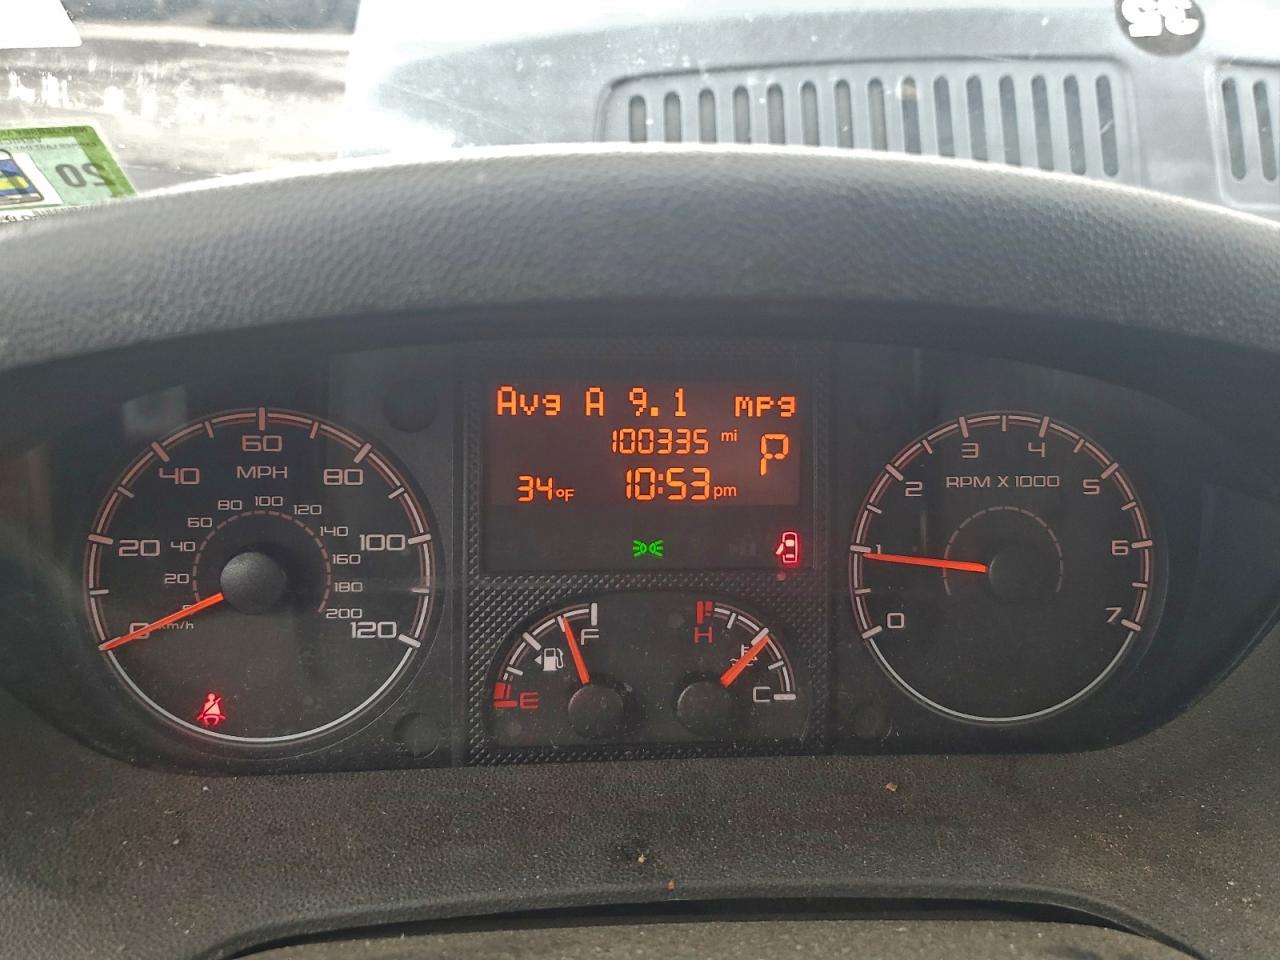 35
05
Avg A 9.1 mpg
100335 mi
P
34°F 10:53 pm
60
MPH
40 80
20 100
0 120
80 100 120
60 140
40 160
20 180
km/h 200
F
E
H
C
3 4
RPM X 1000
2 5
1 6
0 7